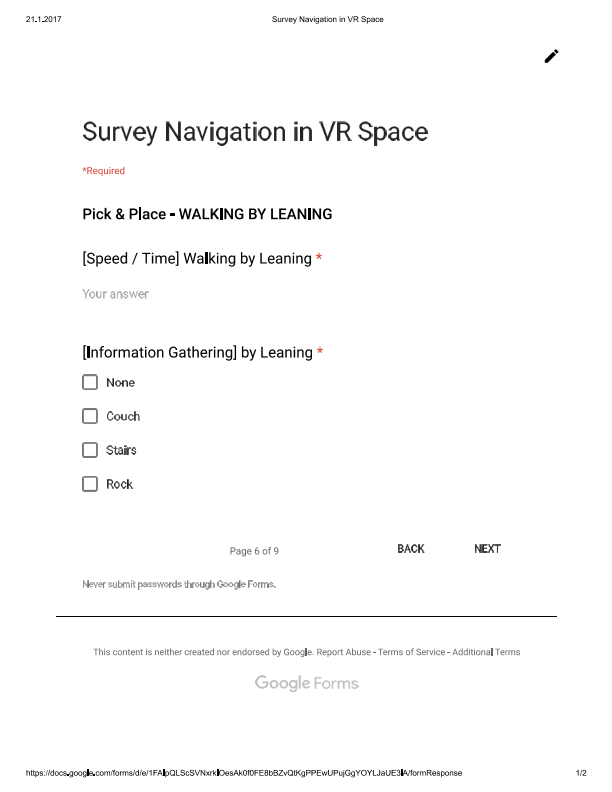 21.1.2017 Survey Navigation in VR Space
Survey Navigation in VR Space
*Required
Pick & Place - WALKING BY LEANING
[Speed / Time] Walking by Leaning *
Your answer
[Information Gathering] by Leaning *
None
Couch
Stairs
Rock
Page 6 of 9 BACK NEXT
Never submit passwords through Google Forms.
This content is neither created nor endorsed by Google. Report Abuse - Terms of Service - Additional Terms
Google Forms
https://docs.google.com/forms/d/e/1FAIpQLScSVNxrkIOesAk0f0FE8bBZvQtKgPPEwUPujGgYOYLJaUE3IA/formResponse 1/2